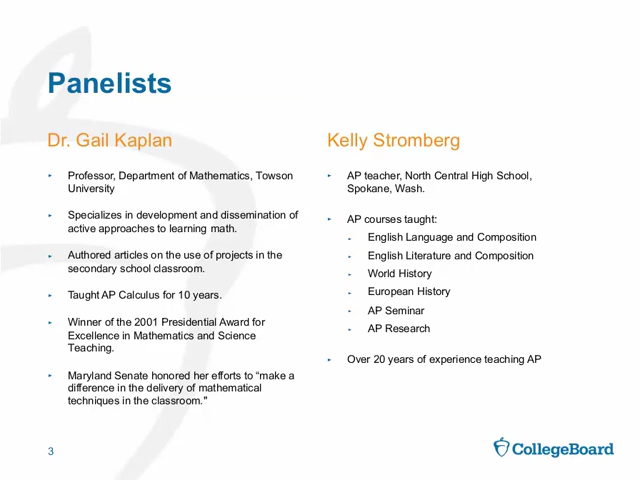 Panelists
Dr. Gail Kaplan
Professor, Department of Mathematics, Towson
University
Specializes in development and dissemination of
active approaches to learning math.
Authored articles on the use of projects in the
secondary school classroom.
Taught AP Calculus for 10 years.
Winner of the 2001 Presidential Award for
Excellence in Mathematics and Science
Teaching.
Maryland Senate honored her efforts to “make a
difference in the delivery of mathematical
techniques in the classroom."
Kelly Stromberg
AP teacher, North Central High School,
Spokane, Wash.
AP courses taught:
English Language and Composition
English Literature and Composition
World History
European History
AP Seminar
AP Research
Over 20 years of experience teaching AP
3
CollegeBoard